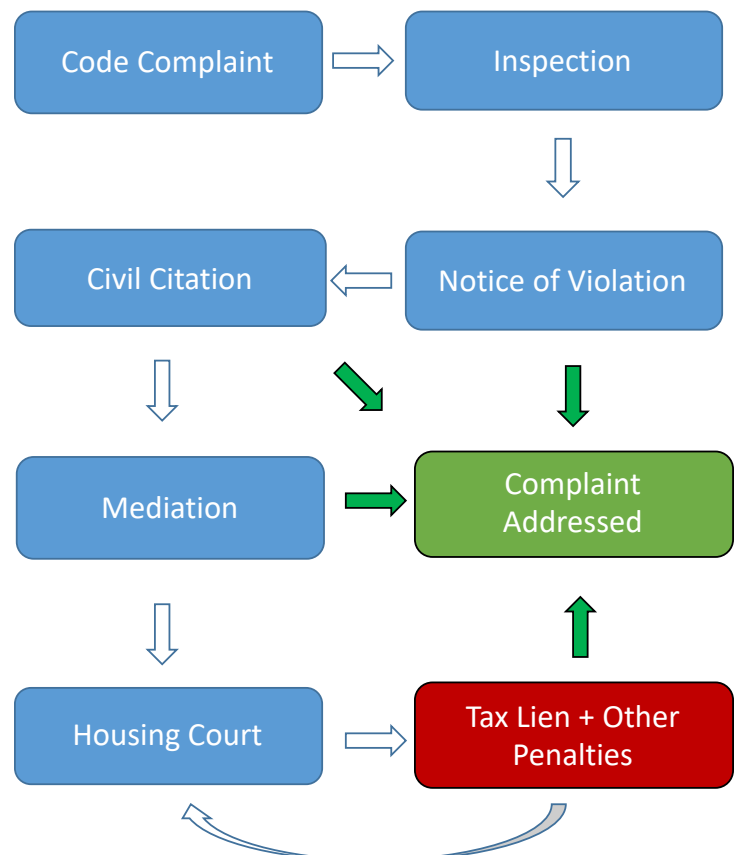 Code Complaint
Inspection
Civil Citation
Notice of Violation
Mediation
Complaint
Addressed
Housing Court
Tax Lien + Other
Penalties